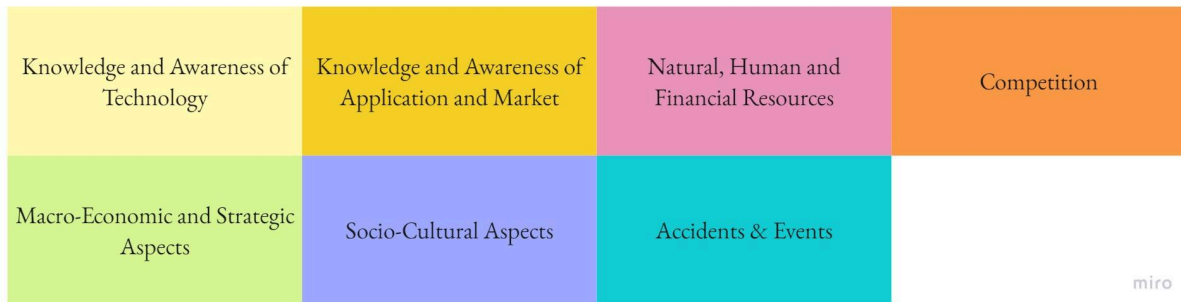 Knowledge and Awareness of
Technology
Knowledge and Awareness of
Application and Market
Natural, Human and
Financial Resources
Competition
Macro-Economic and Strategic
Aspects
Socio-Cultural Aspects
Accidents & Events
miro